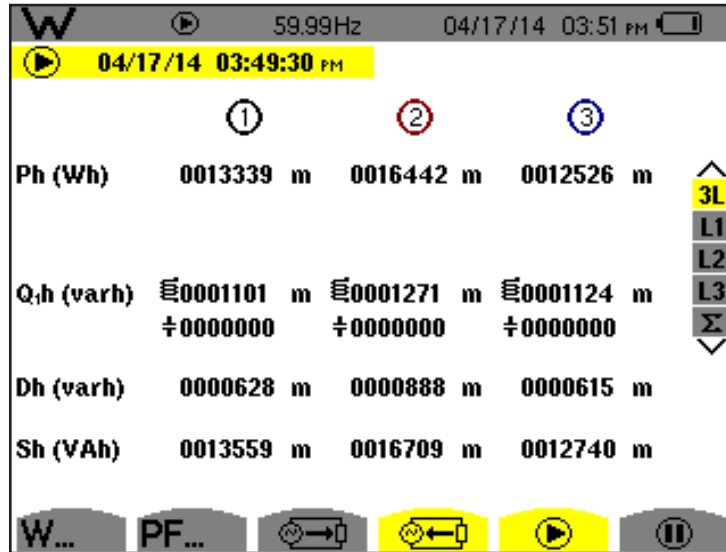 W 59.99Hz 04/17/14 03:51 PM
04/17/14 03:49:30 PM
1 2 3
Ph (Wh) 0013339 m 0016442 m 0012526 m
3L
L1
L2
Q₁h (varh) 0001101 m 0001271 m 0001124 m L3
0000000 0000000 0000000 Σ
Dh (varh) 0000628 m 0000888 m 0000615 m
Sh (VAh) 0013559 m 0016709 m 0012740 m
W... PF...